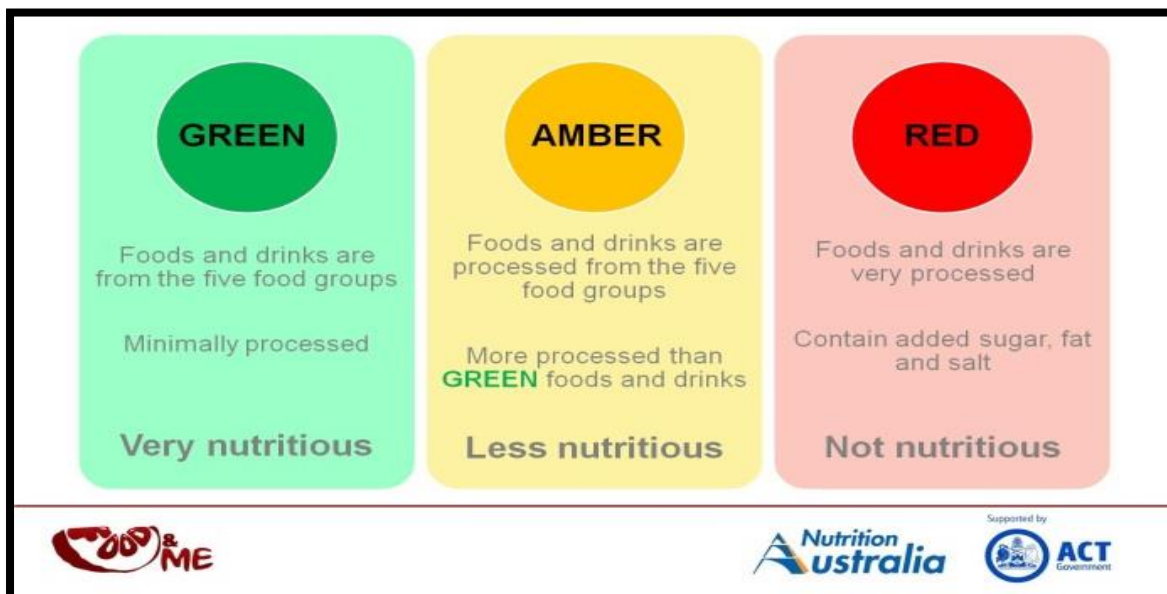 GREEN
Foods and drinks are
from the five food groups
Minimally processed
Very nutritious
AMBER
Foods and drinks are
processed from the five
food groups
More processed than
GREEN foods and drinks
Less nutritious
RED
Foods and drinks are
very processed
Contain added sugar, fat
and salt
Not nutritious
FOOD &
ME
Nutrition
Australia
Supported by
ACT
Government